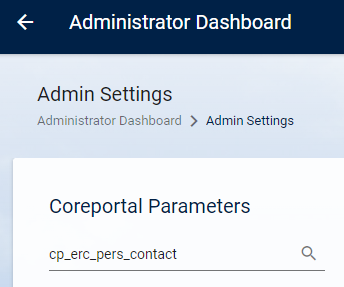 Administrator Dashboard
Admin Settings
Administrator Dashboard > Admin Settings
Coreportal Parameters
cp_erc_pers_contact